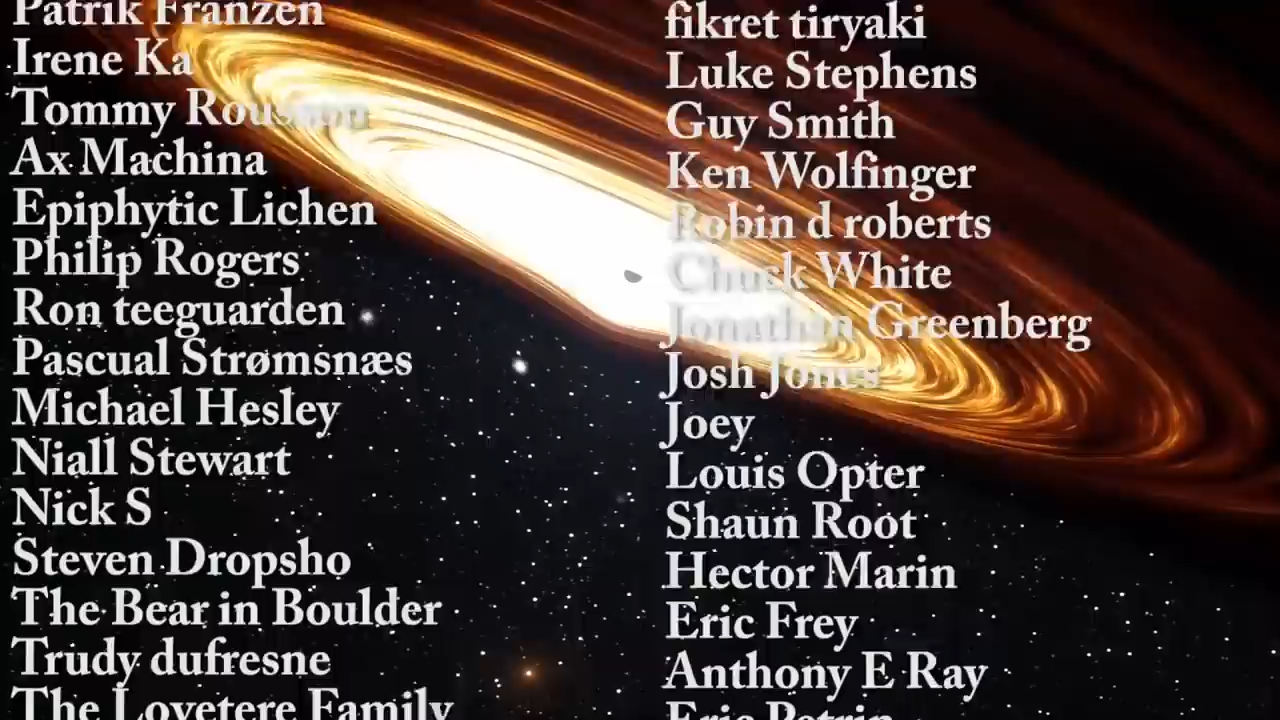 Patrik Franzen
Irene Ka
Tommy
Ax Machina
Epiphytic Lichen
Philip Rogers
Ron teeguarden
Pascual Strømsnæs
Michael Hesley
Niall Stewart
Nick S
Steven Dropsho
The Bear in Boulder
Trudy dufresne
The Lovetere Family
fikret tiryaki
Luke Stephens
Guy Smith
Ken Wolfinger
Robin d roberts
Chuck White
Jonathan Greenberg
Josh Jones
Joey
Louis Opter
Shaun Root
Hector Marin
Eric Frey
Anthony E Ray
Eric Petrin